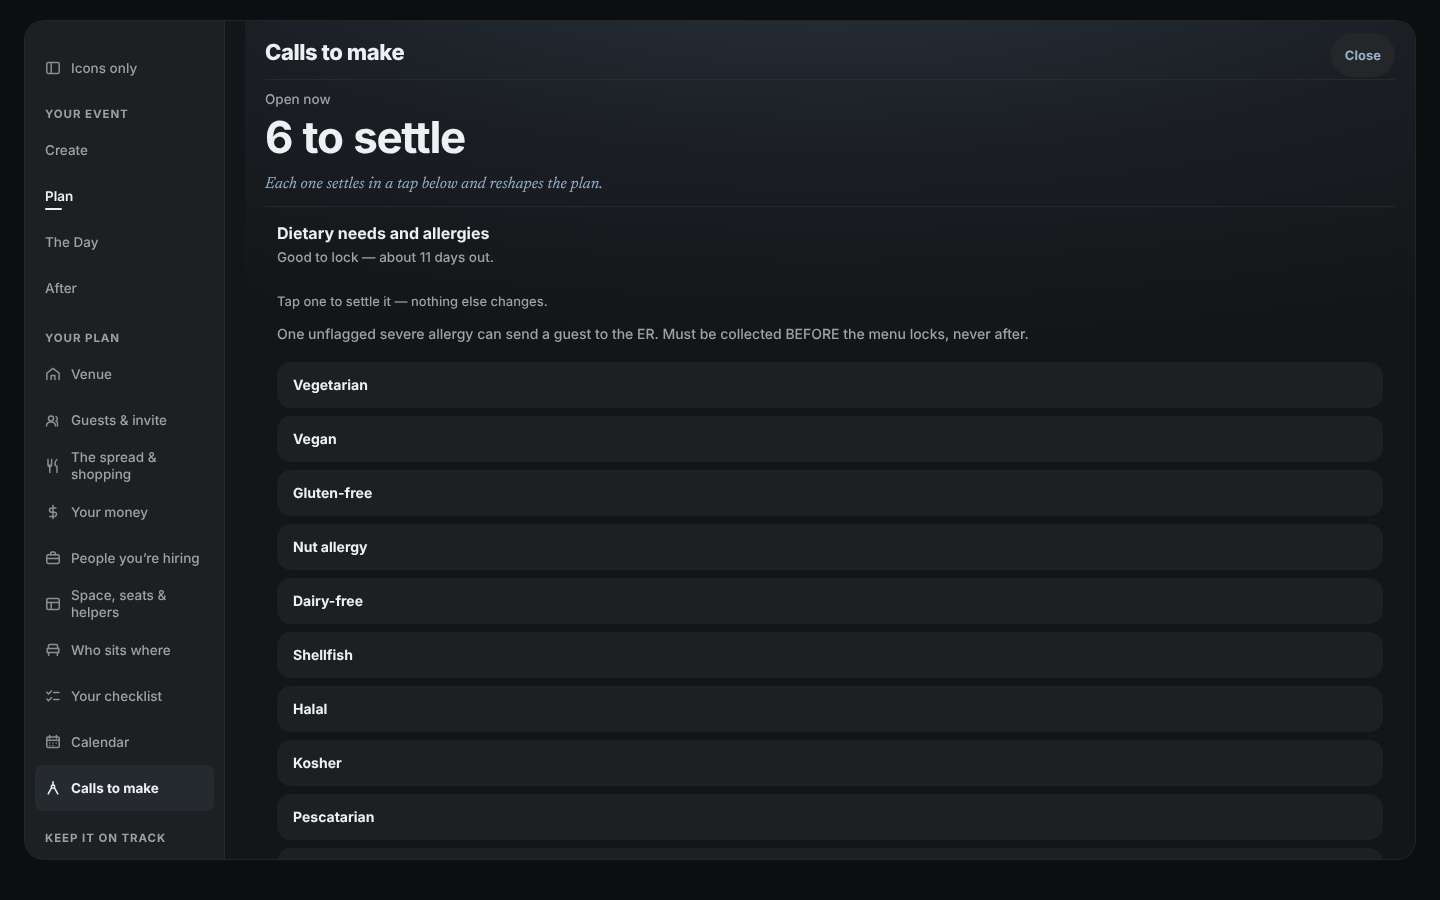 Icons only
YOUR EVENT
Create
Plan
The Day
After
YOUR PLAN
Venue
Guests & invite
The spread &
shopping
Your money
People you’re hiring
Space, seats &
helpers
Who sits where
Your checklist
Calendar
Calls to make
KEEP IT ON TRACK
Calls to make
Close
Open now
6 to settle
Each one settles in a tap below and reshapes the plan.
Dietary needs and allergies
Good to lock — about 11 days out.
Tap one to settle it — nothing else changes.
One unflagged severe allergy can send a guest to the ER. Must be collected BEFORE the menu locks, never after.
Vegetarian
Vegan
Gluten-free
Nut allergy
Dairy-free
Shellfish
Halal
Kosher
Pescatarian